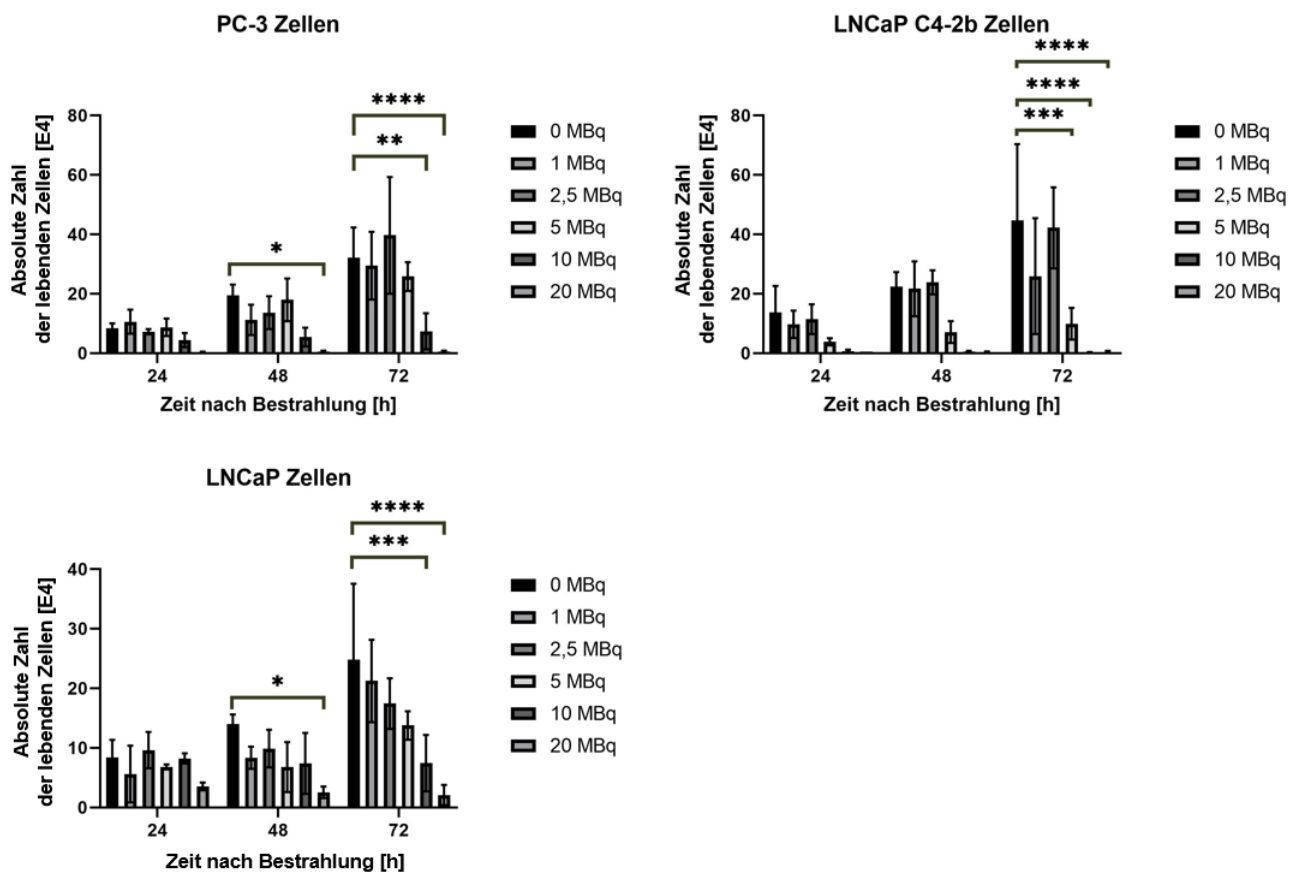 PC-3 Zellen
****
**
*
Absolute Zahl
der lebenden Zellen [E4]
80
60
40
20
0
24 48 72
Zeit nach Bestrahlung [h]
0 MBq
1 MBq
2,5 MBq
5 MBq
10 MBq
20 MBq
LNCaP C4-2b Zellen
****
****
***
Absolute Zahl
der lebenden Zellen [E4]
80
60
40
20
0
24 48 72
Zeit nach Bestrahlung [h]
0 MBq
1 MBq
2,5 MBq
5 MBq
10 MBq
20 MBq
LNCaP Zellen
****
***
*
Absolute Zahl
der lebenden Zellen [E4]
40
30
20
10
0
24 48 72
Zeit nach Bestrahlung [h]
0 MBq
1 MBq
2,5 MBq
5 MBq
10 MBq
20 MBq